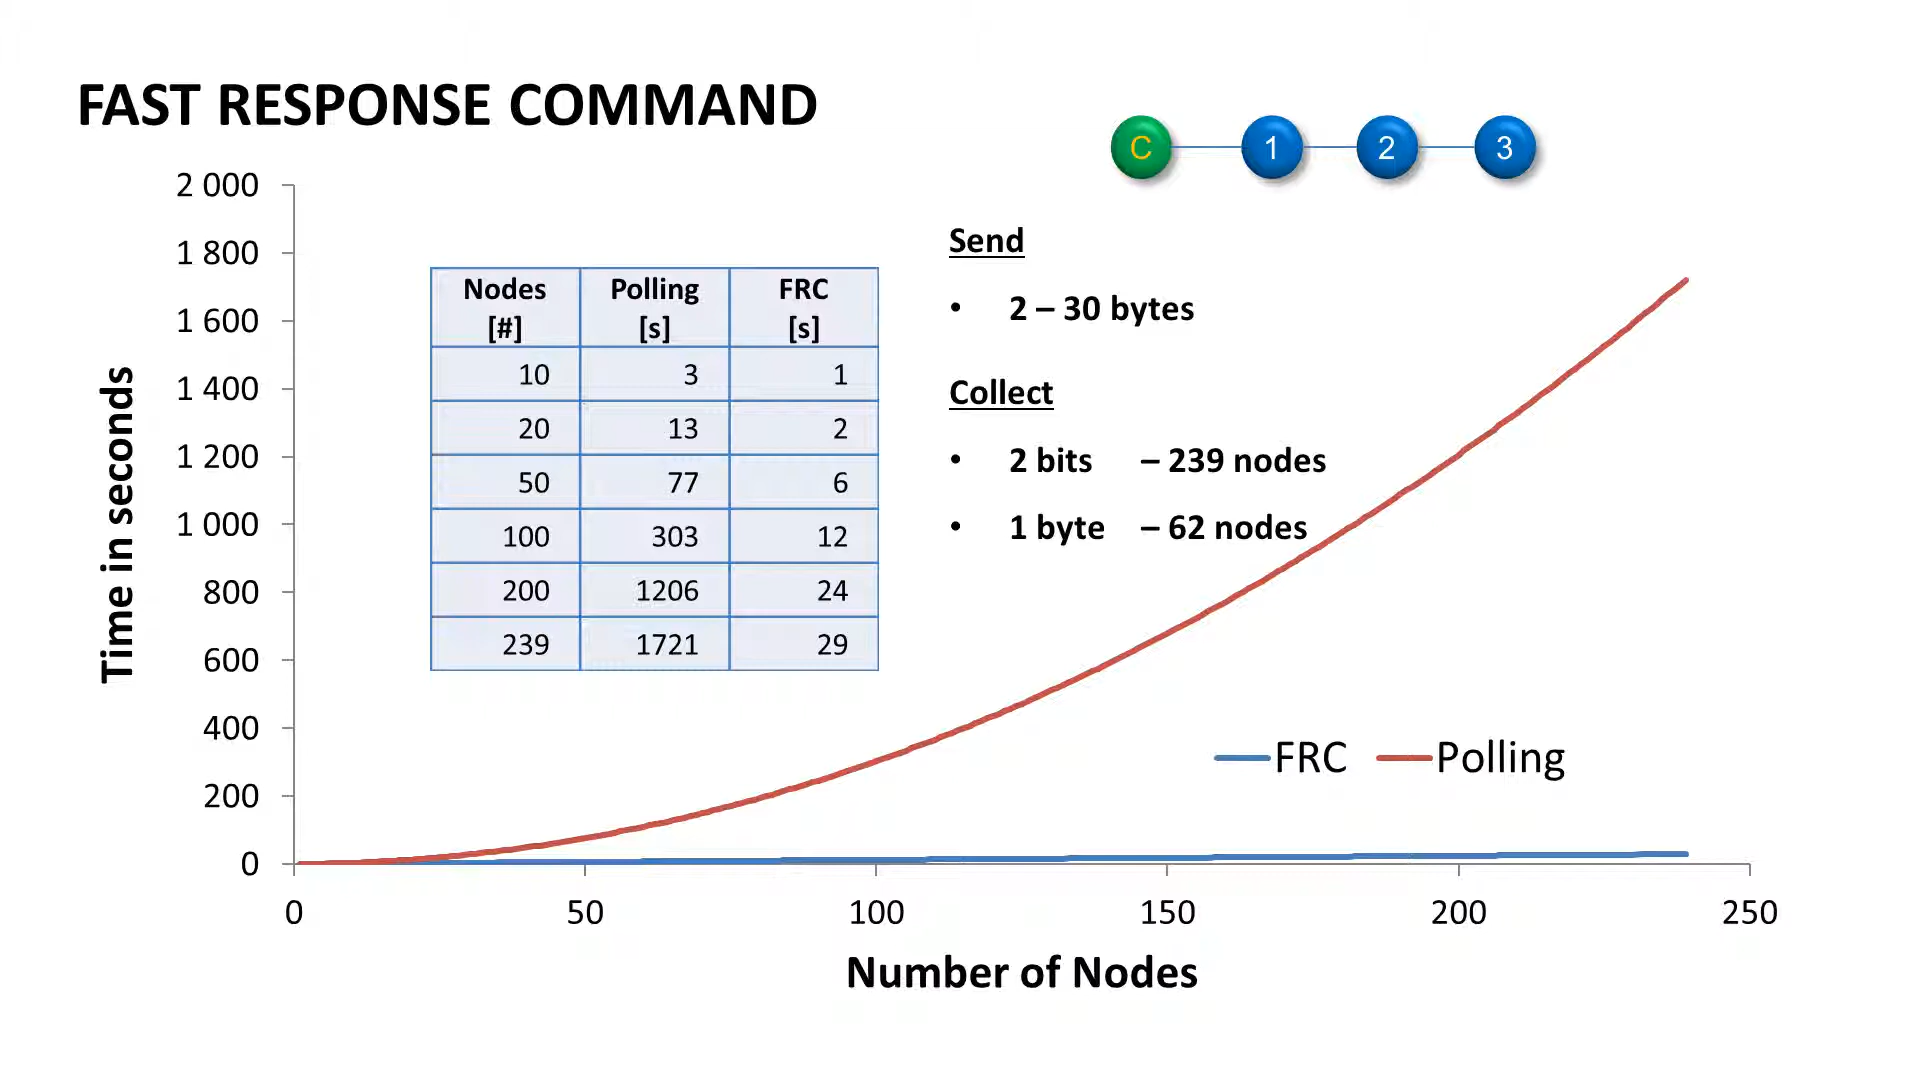 FAST RESPONSE COMMAND
C 1 2 3
2 000
1 800
1 600
1 400
1 200
1 000
800
600
400
200
0
Time in seconds
Nodes [#] Polling [s] FRC [s]
10 3 1
20 13 2
50 77 6
100 303 12
200 1206 24
239 1721 29
Send
• 2 – 30 bytes
Collect
• 2 bits – 239 nodes
• 1 byte – 62 nodes
FRC Polling
0 50 100 150 200 250
Number of Nodes